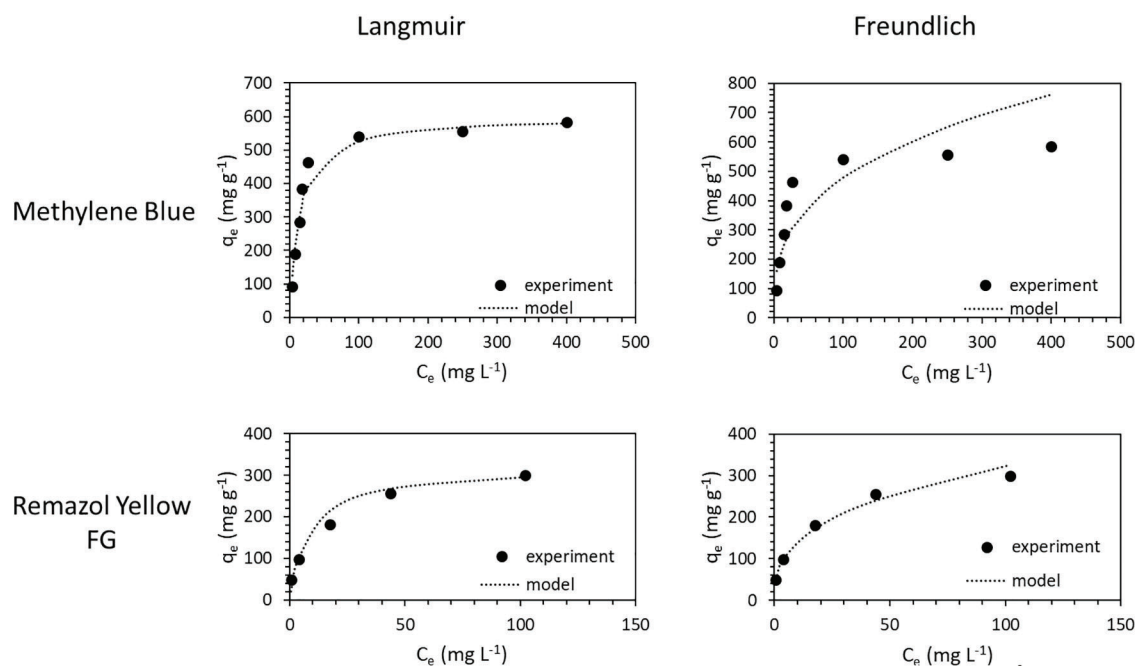 Langmuir
Freundlich
Methylene Blue
700
600
500
400
300
200
100
0
qe (mg g-1)
experiment
model
0 100 200 300 400 500
Ce (mg L-1)
800
700
600
500
400
300
200
100
0
qe (mg g-1)
experiment
model
0 100 200 300 400 500
Ce (mg L-1)
Remazol Yellow
FG
400
300
200
100
0
qe (mg g-1)
experiment
model
0 50 100 150
Ce (mg L-1)
400
300
200
100
0
qe (mg g-1)
experiment
model
0 50 100 150
Ce (mg L-1)